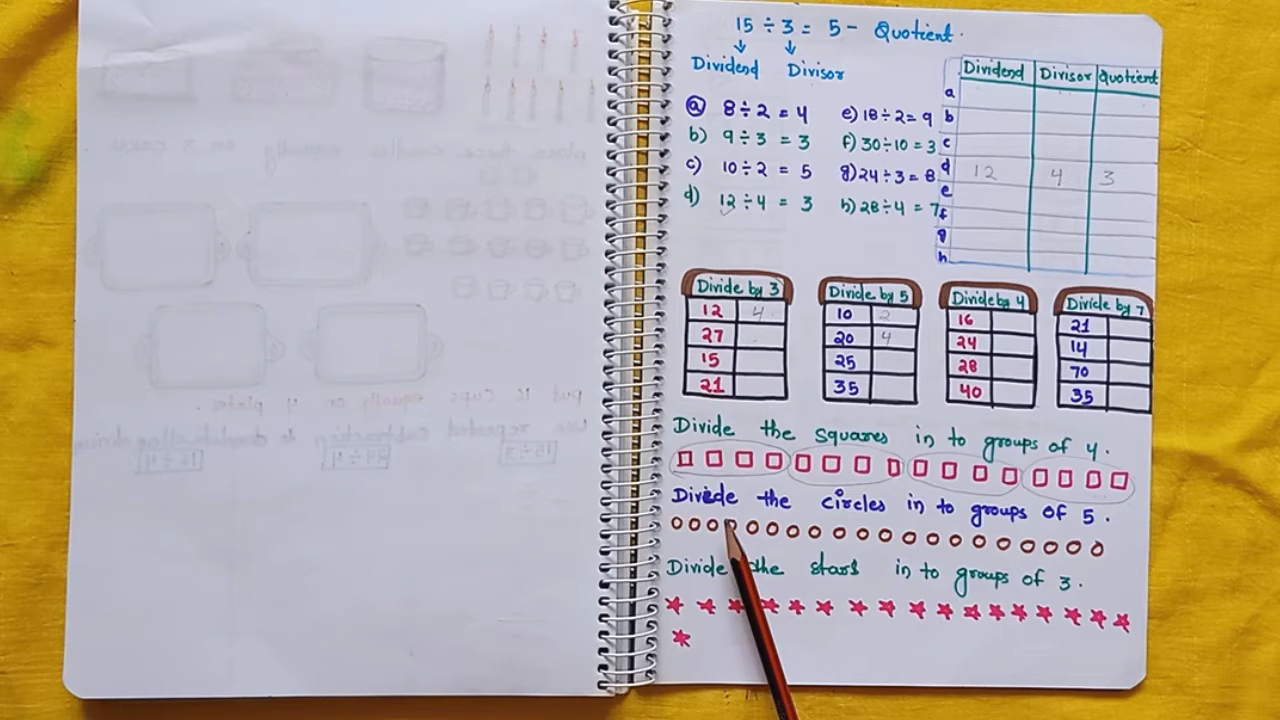 15 ÷ 3 = 5 - Quotient.
Dividend Divisor
a) 8 ÷ 2 = 4 e) 18 ÷ 2 = 9
b) 9 ÷ 3 = 3 f) 30 ÷ 10 = 3
c) 10 ÷ 2 = 5 g) 24 ÷ 3 = 8
d) 12 ÷ 4 = 3 h) 28 ÷ 4 = 7
Dividend Divisor Quotient
a
b
c
d 12 4 3
e
f
g
h
Divide by 3
12 4
27
15
21
Divide by 5
10 2
20 4
25
35
Divide by 4
16
24
28
40
Divide by 7
21
14
70
35
Divide the squares in to groups of 4.
Divide the circles in to groups of 5.
Divide the stars in to groups of 3.